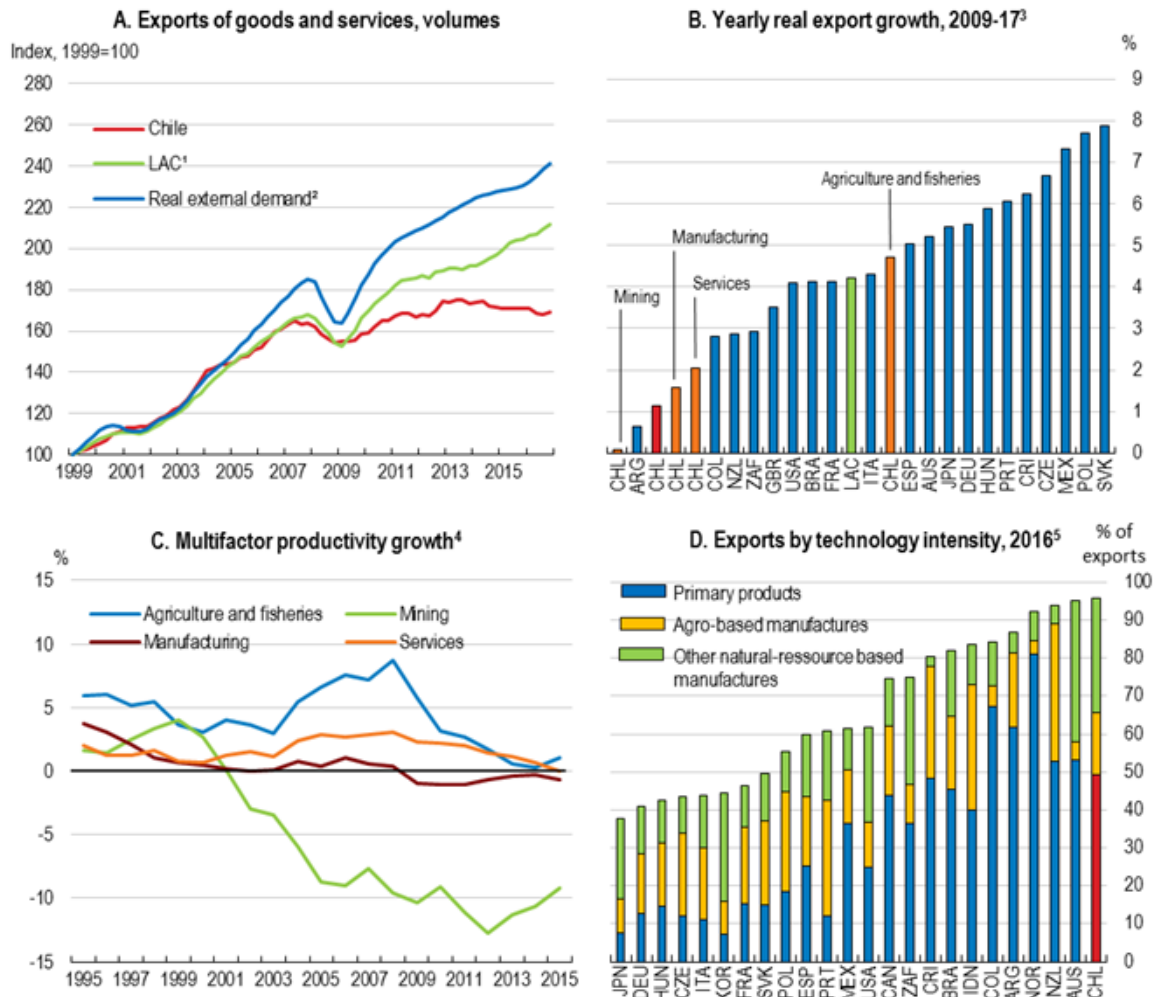 A. Exports of goods and services, volumes
Index, 1999=100
280
260
240
220
200
180
160
140
120
100
Chile
LAC¹
Real external demand²
1999 2001 2003 2005 2007 2009 2011 2013 2015
B. Yearly real export growth, 2009-17³
%
9
8
7
6
5
4
3
2
1
0
Agriculture and fisheries
Manufacturing
Services
Mining
CHL ARG CHL CHL CHL COL NZL ZAF GBR USA BRA FRA LAC ITA CHL ESP AUS JPN DEU HUN PRT CRI CZE MEX POL SVK
C. Multifactor productivity growth⁴
%
15
10
5
0
-5
-10
-15
Agriculture and fisheries Mining
Manufacturing Services
1995 1997 1999 2001 2003 2005 2007 2009 2011 2013 2015
D. Exports by technology intensity, 2016⁵
% of
exports
100
90
80
70
60
50
40
30
20
10
0
Primary products
Agro-based manufactures
Other natural-ressource based
manufactures
JPN DEU HUN CZE ITA KOR FRA SVK POL ESP PRT MEX USA CAN ZAF CRI BRA IDN COL ARG NOR NZL AUS CHL